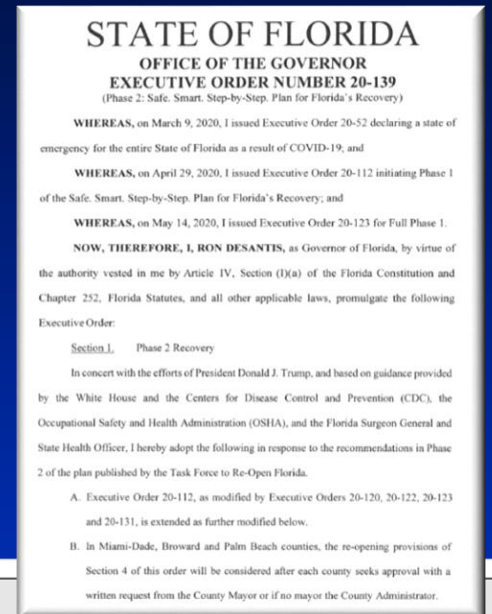 STATE OF FLORIDA
OFFICE OF THE GOVERNOR
EXECUTIVE ORDER NUMBER 20-139
(Phase 2: Safe. Smart. Step-by-Step. Plan for Florida's Recovery)
WHEREAS, on March 9, 2020, I issued Executive Order 20-52 declaring a state of
emergency for the entire State of Florida as a result of COVID-19; and
WHEREAS, on April 29, 2020, I issued Executive Order 20-112 initiating Phase 1
of the Safe. Smart. Step-by-Step. Plan for Florida's Recovery; and
WHEREAS, on May 14, 2020, I issued Executive Order 20-123 for Full Phase 1.
NOW, THEREFORE, I, RON DESANTIS, as Governor of Florida, by virtue of
the authority vested in me by Article IV, Section (1)(a) of the Florida Constitution and
Chapter 252, Florida Statutes, and all other applicable laws, promulgate the following
Executive Order:
Section 1. Phase 2 Recovery
In concert with the efforts of President Donald J. Trump, and based on guidance provided
by the White House and the Centers for Disease Control and Prevention (CDC), the
Occupational Safety and Health Administration (OSHA), and the Florida Surgeon General and
State Health Officer, I hereby adopt the following in response to the recommendations in Phase
2 of the plan published by the Task Force to Re-Open Florida.
A. Executive Order 20-112, as modified by Executive Orders 20-120, 20-122, 20-123
and 20-131, is extended as further modified below.
B. In Miami-Dade, Broward and Palm Beach counties, the re-opening provisions of
Section 4 of this order will be considered after each county seeks approval with a
written request from the County Mayor or if no mayor the County Administrator.